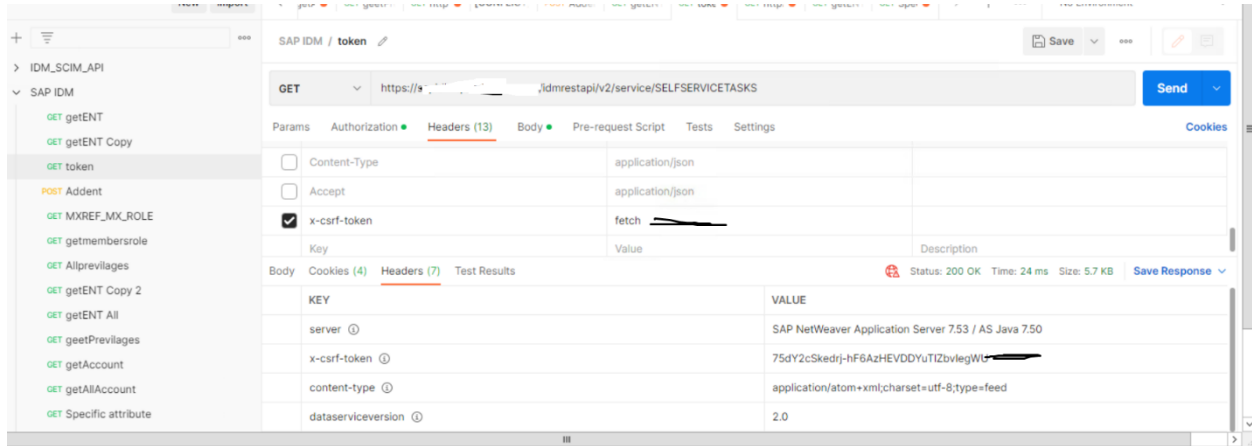 New Import
No Environment
SAP IDM / token
Save
IDM_SCIM_API
SAP IDM
GET https:// /idmrestapi/v2/service/SELFSERVICETASKS Send
GET getENT
Params Authorization Headers (13) Body Pre-request Script Tests Settings Cookies
GET getENT Copy
Content-Type application/json
GET token
Accept application/json
POST Addent
x-csrf-token fetch
GET MXREF_MX_ROLE
Key Value Description
GET getmembersrole
Body Cookies (4) Headers (7) Test Results Status: 200 OK Time: 24 ms Size: 5.7 KB Save Response
GET Allprevilages
GET getENT Copy 2
KEY VALUE
GET getENT All
server SAP NetWeaver Application Server 7.53 / AS Java 7.50
GET geetPrevilages
x-csrf-token 75dY2cSkedrj-hF6AzHEVDDYuTIZbvlegWU
GET getAccount
content-type application/atom+xml;charset=utf-8;type=feed
GET getAllAccount
GET Specific attribute
dataserviceversion 2.0